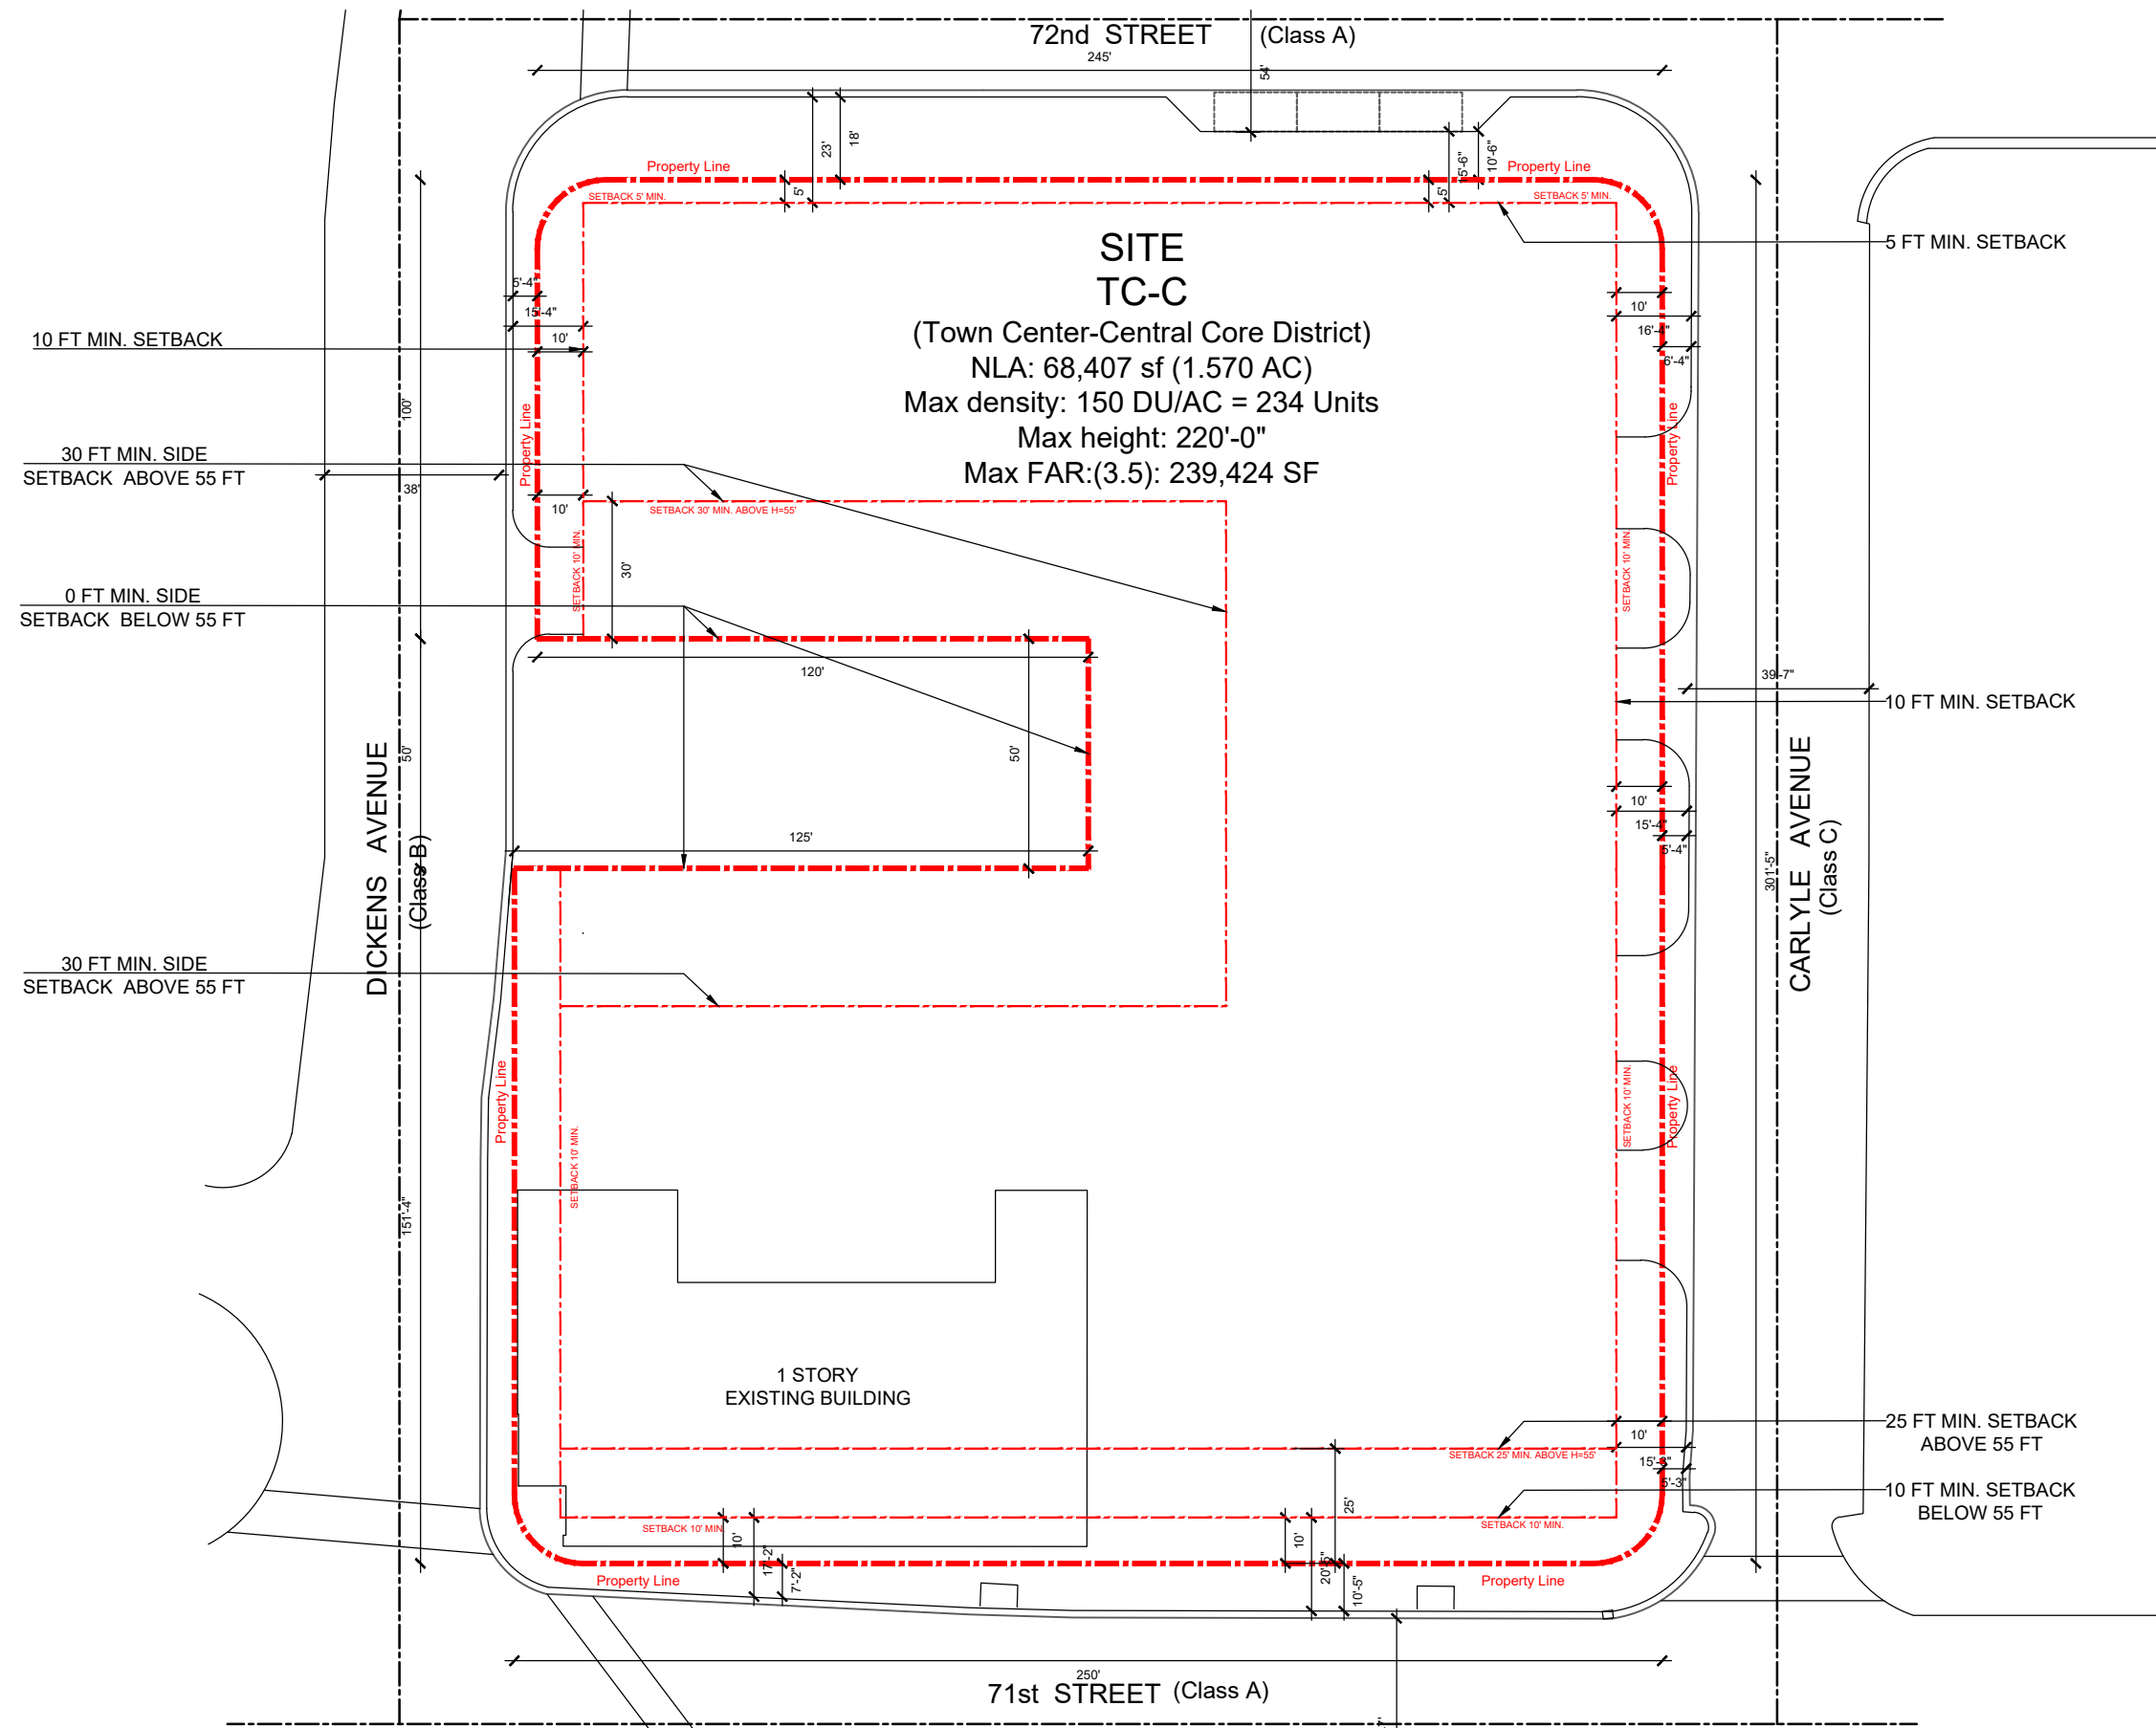 72nd STREET (Class A)
245'
54'
23'
18'
Property Line
5'
SETBACK 5' MIN.
15'-6"
10'-6"
5'
Property Line
SETBACK 5' MIN.
SITE
TC-C
(Town Center-Central Core District)
NLA: 68,407 sf (1.570 AC)
Max density: 150 DU/AC = 234 Units
Max height: 220'-0"
Max FAR:(3.5): 239,424 SF
5 FT MIN. SETBACK
5'-4"
15'-4"
10'
10'
16'-4"
6'-4"
10 FT MIN. SETBACK
100'
Property Line
Property Line
30 FT MIN. SIDE
SETBACK ABOVE 55 FT
38'
10'
SETBACK 30' MIN. ABOVE H=55'
30'
SETBACK 10' MIN.
SETBACK 10' MIN.
0 FT MIN. SIDE
SETBACK BELOW 55 FT
120'
39'-7"
10 FT MIN. SETBACK
50'
50'
DICKENS AVENUE
(Class B)
125'
10'
15'-4"
5'-4"
301'-5"
CARLYLE AVENUE
(Class C)
30 FT MIN. SIDE
SETBACK ABOVE 55 FT
Property Line
SETBACK 10' MIN.
SETBACK 10' MIN.
Property Line
151'-4"
1 STORY
EXISTING BUILDING
25 FT MIN. SETBACK
ABOVE 55 FT
10'
SETBACK 25' MIN. ABOVE H=55'
15'-3"
5'-3"
10 FT MIN. SETBACK
BELOW 55 FT
25'
SETBACK 10' MIN.
10'
17'-2"
7'-2"
10'
20'-5"
10'-5"
SETBACK 10' MIN.
Property Line
Property Line
250'
71st STREET (Class A)